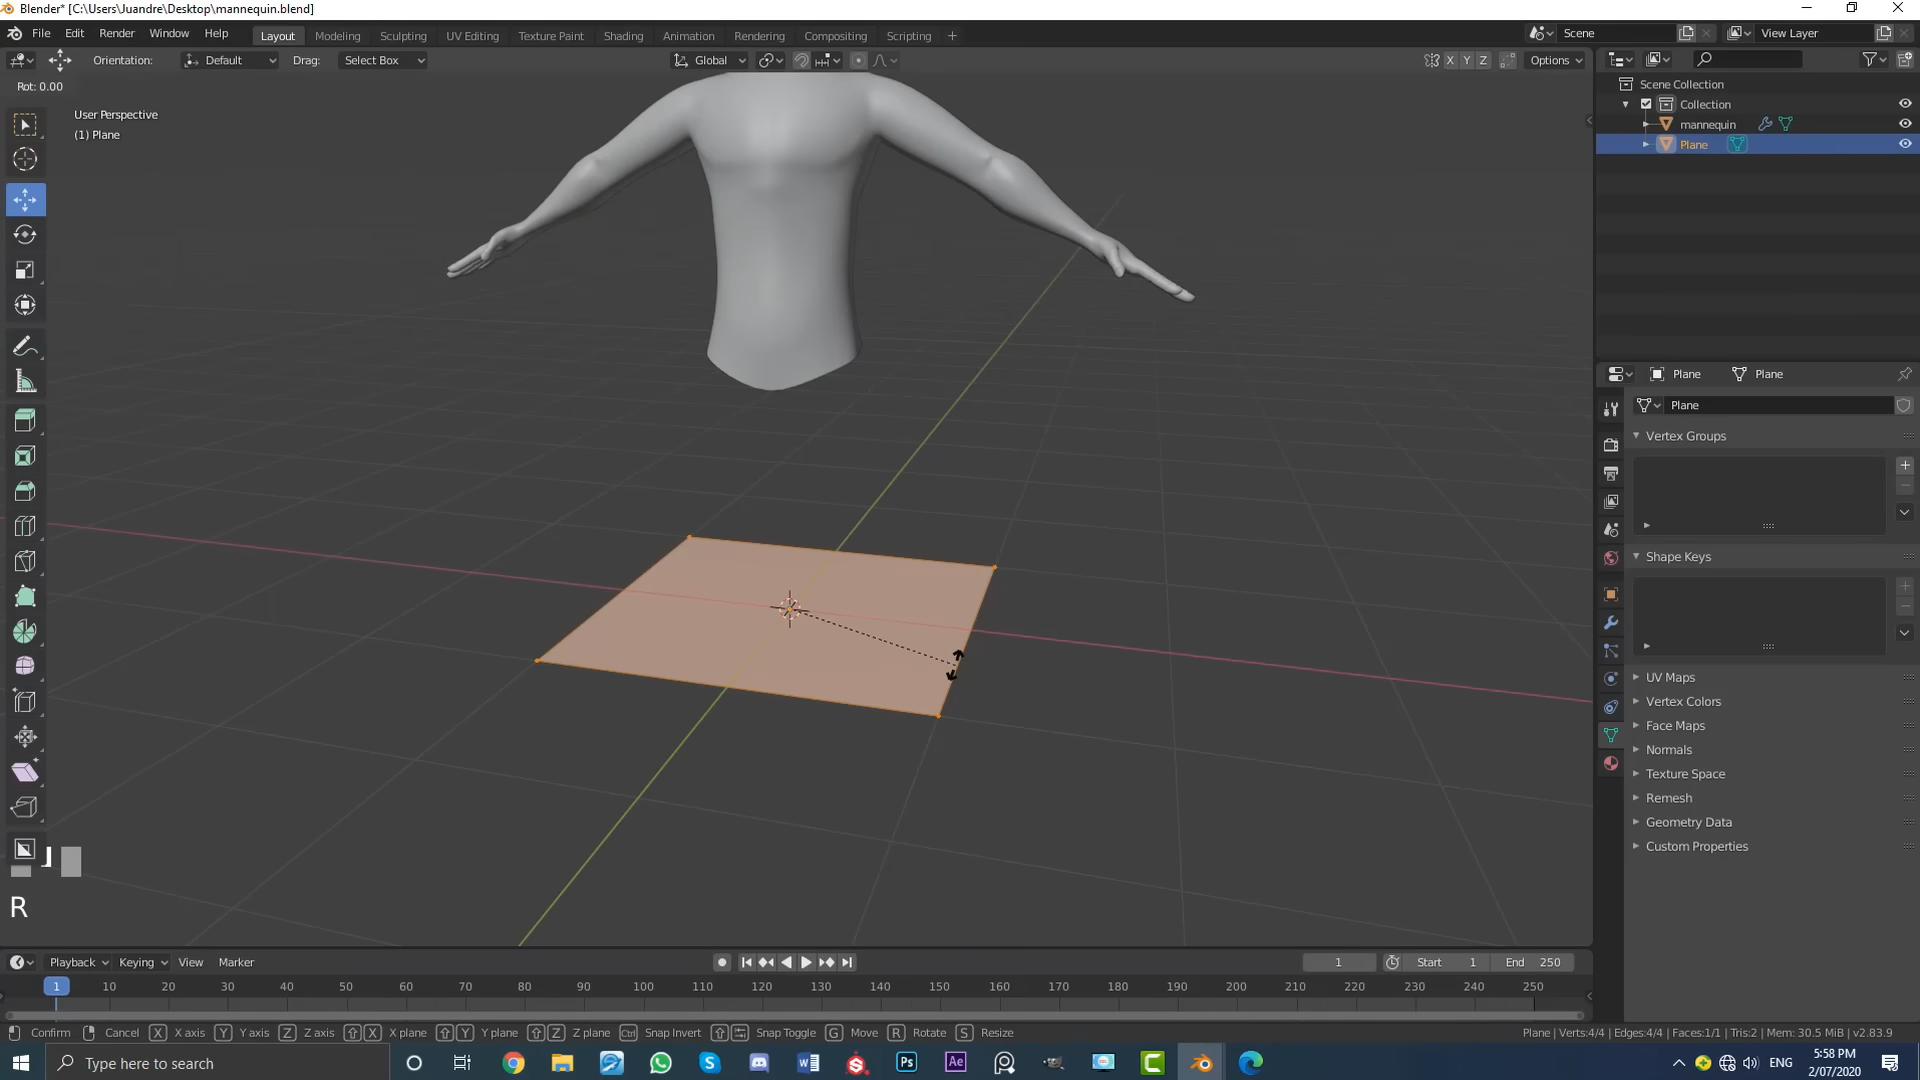 Blender* [C:\Users\Juandre\Desktop\mannequin.blend]
File Edit Render Window Help Layout Modeling Sculpting UV Editing Texture Paint Shading Animation Rendering Compositing Scripting + Scene View Layer
Orientation: Default Drag: Select Box Global X Y Z Options
Rot: 0.00
User Perspective
(1) Plane
Scene Collection
Collection
mannequin
Plane
Plane Plane
Plane
Vertex Groups
Shape Keys
UV Maps
Vertex Colors
Face Maps
Normals
Texture Space
Remesh
Geometry Data
Custom Properties
R
Playback Keying View Marker 1 Start 1 End 250
1 10 20 30 40 50 60 70 80 90 100 110 120 130 140 150 160 170 180 190 200 210 220 230 240 250
Confirm Cancel X X axis Y Y axis Z Z axis X X plane Y Y plane Z Z plane Ctrl Snap Invert Snap Toggle G Move R Rotate S Resize Plane | Verts:4/4 | Edges:4/4 | Faces:1/1 | Tris:2 | Mem: 30.5 MiB | v2.83.9
Type here to search Ps Ae ENG 5:58 PM
2/07/2020